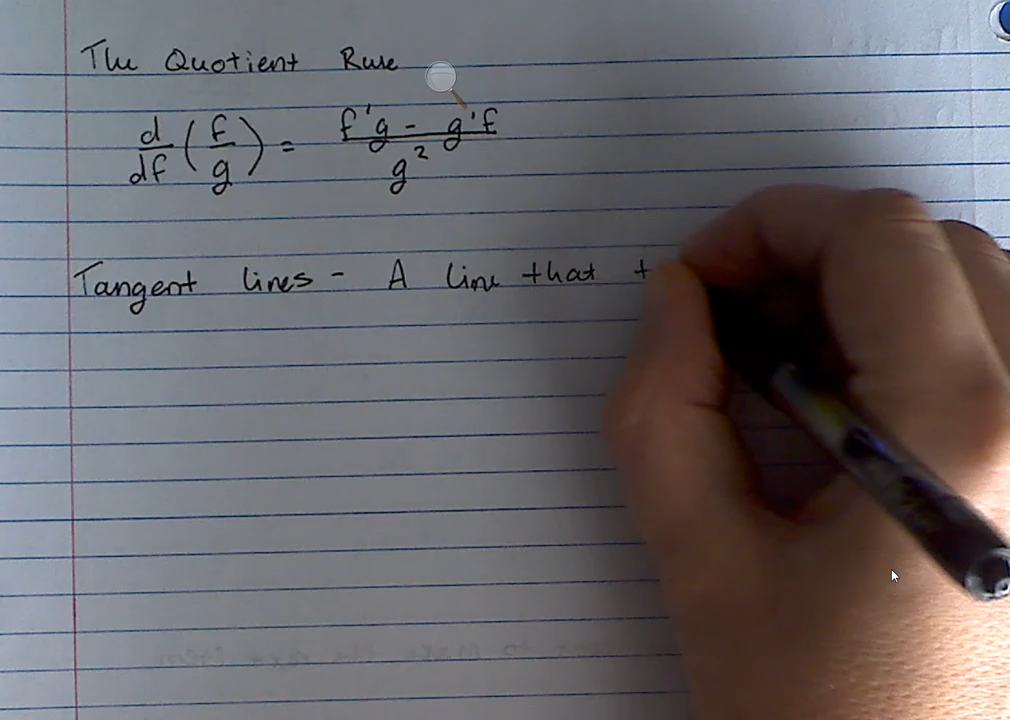 The Quotient Rule
d/df (f/g) = f'g - g'f / g²
Tangent lines - A line that t